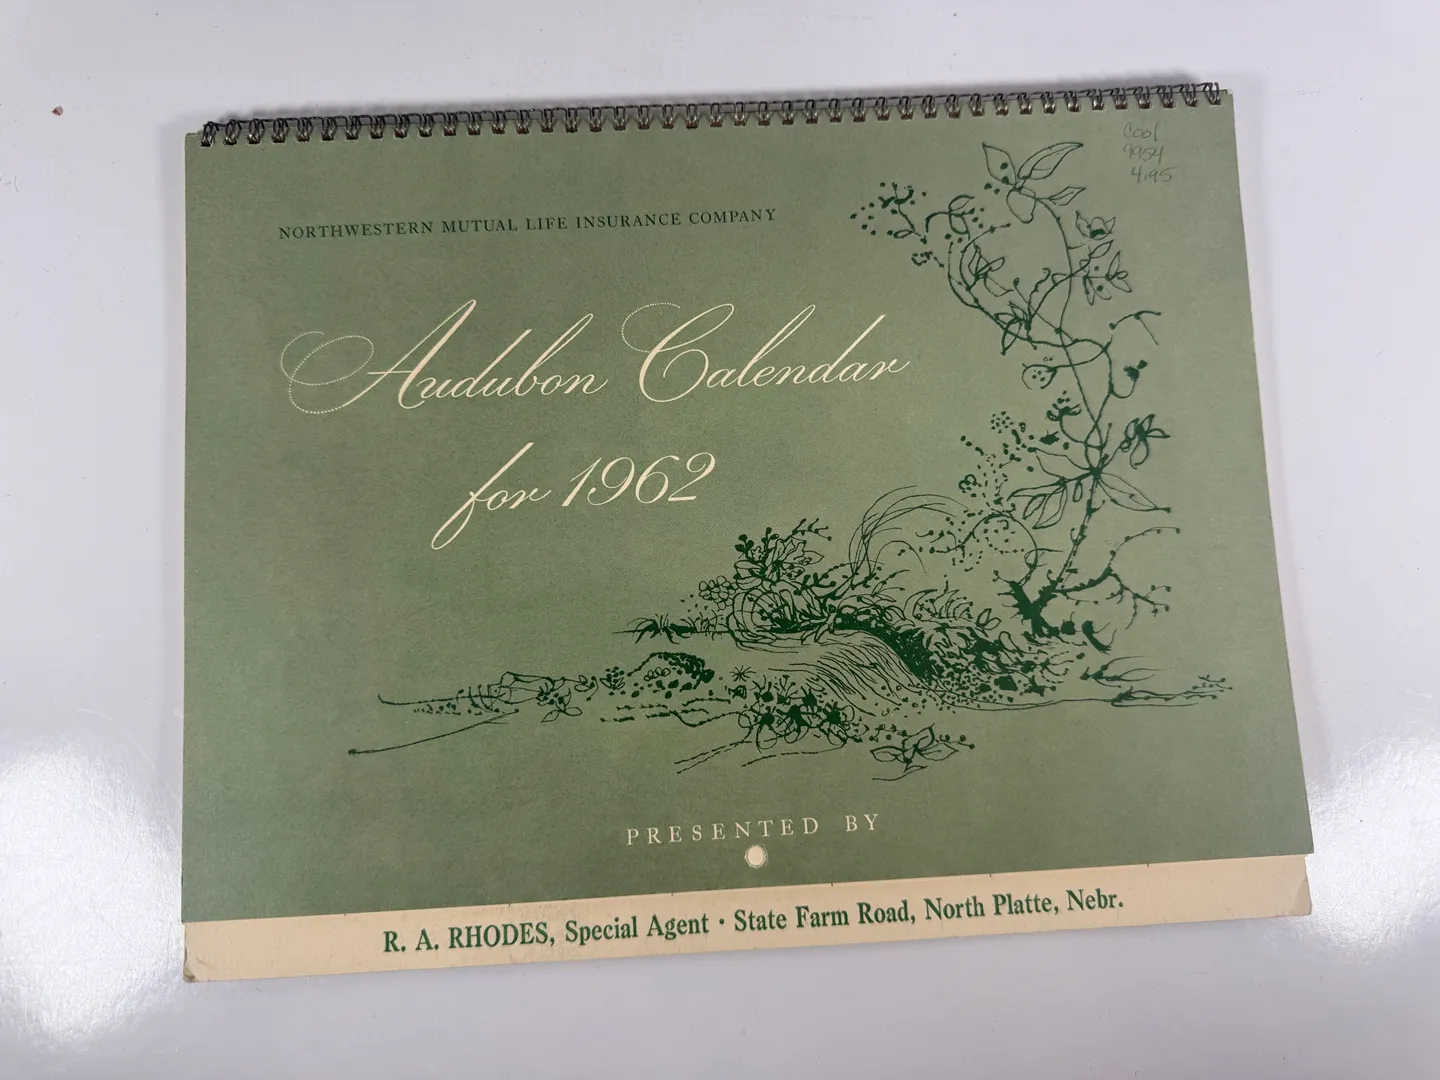 Cool
9954
4.95
NORTHWESTERN MUTUAL LIFE INSURANCE COMPANY
Audubon Calendar
for 1962
PRESENTED BY
R. A. RHODES, Special Agent · State Farm Road, North Platte, Nebr.